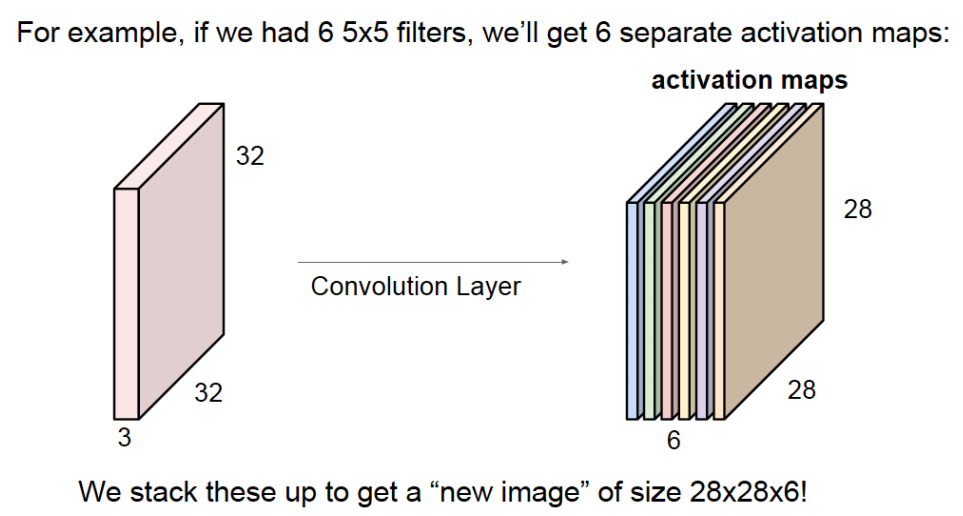 For example, if we had 6 5x5 filters, we'll get 6 separate activation maps:
activation maps
32
28
Convolution Layer
32
28
3
6
We stack these up to get a “new image” of size 28x28x6!